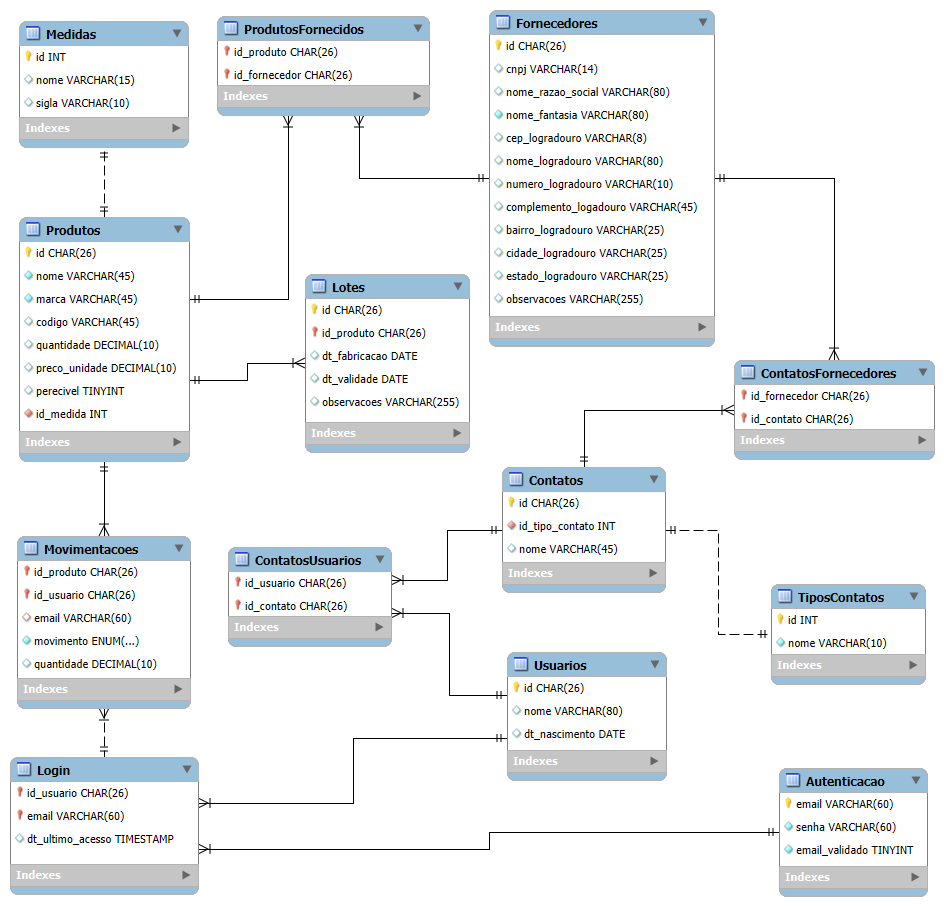 Medidas
id INT
nome VARCHAR(15)
sigla VARCHAR(10)
Indexes
ProdutosFornecidos
id_produto CHAR(26)
id_fornecedor CHAR(26)
Indexes
Fornecedores
id CHAR(26)
cnpj VARCHAR(14)
nome_razao_social VARCHAR(80)
nome_fantasia VARCHAR(80)
cep_logradouro VARCHAR(8)
nome_logradouro VARCHAR(80)
numero_logradouro VARCHAR(10)
complemento_logadouro VARCHAR(45)
bairro_logradouro VARCHAR(25)
cidade_logradouro VARCHAR(25)
estado_logradouro VARCHAR(25)
observacoes VARCHAR(255)
Indexes
Produtos
id CHAR(26)
nome VARCHAR(45)
marca VARCHAR(45)
codigo VARCHAR(45)
quantidade DECIMAL(10)
preco_unidade DECIMAL(10)
perecivel TINYINT
id_medida INT
Indexes
Lotes
id CHAR(26)
id_produto CHAR(26)
dt_fabricacao DATE
dt_validade DATE
observacoes VARCHAR(255)
Indexes
ContatosFornecedores
id_fornecedor CHAR(26)
id_contato CHAR(26)
Indexes
Contatos
id CHAR(26)
id_tipo_contato INT
nome VARCHAR(45)
Indexes
Movimentacoes
id_produto CHAR(26)
id_usuario CHAR(26)
email VARCHAR(60)
movimento ENUM(...)
quantidade DECIMAL(10)
Indexes
ContatosUsuarios
id_usuario CHAR(26)
id_contato CHAR(26)
Indexes
TiposContatos
id INT
nome VARCHAR(10)
Indexes
Usuarios
id CHAR(26)
nome VARCHAR(80)
dt_nascimento DATE
Indexes
Login
id_usuario CHAR(26)
email VARCHAR(60)
dt_ultimo_acesso TIMESTAMP
Indexes
Autenticacao
email VARCHAR(60)
senha VARCHAR(60)
email_validado TINYINT
Indexes